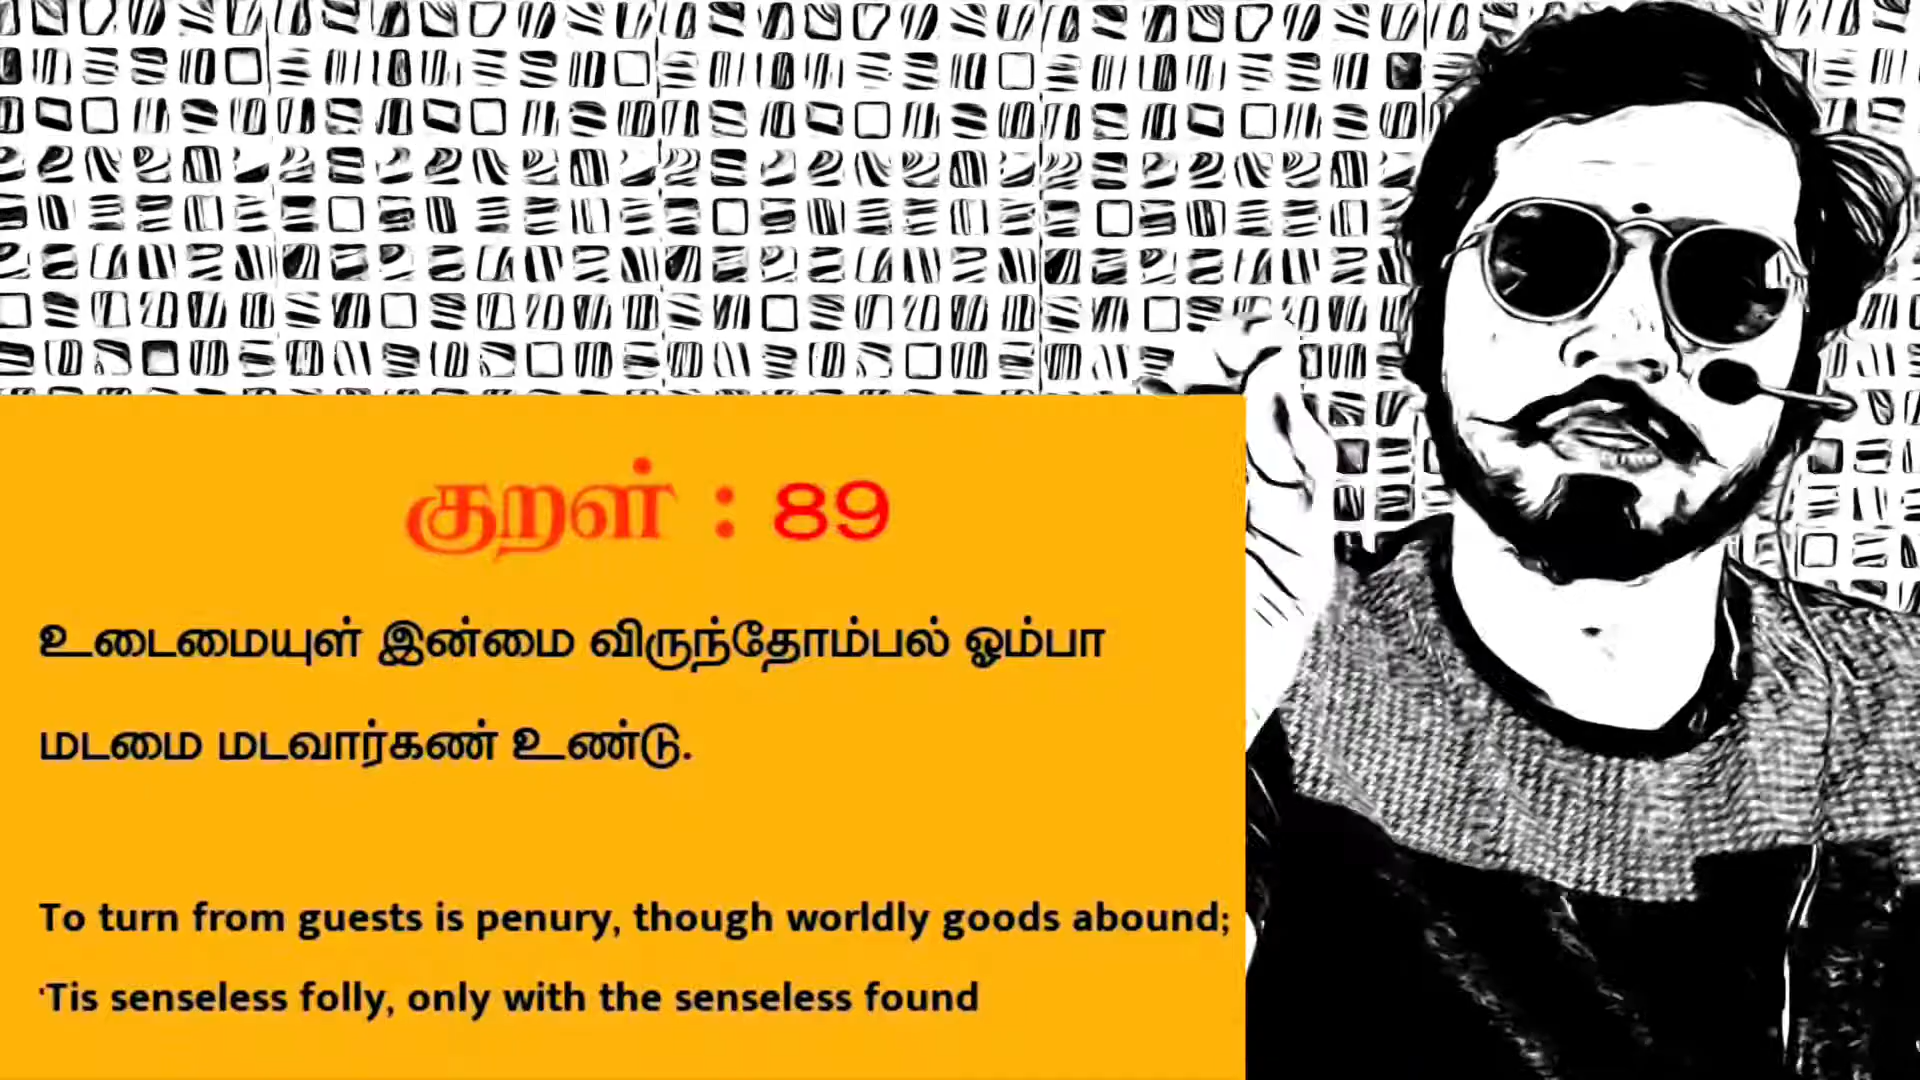 குறள் : 89
உடைமையுள் இன்மை விருந்தோம்பல் ஓம்பா
மடமை மடவார்கண் உண்டு.
To turn from guests is penury, though worldly goods abound;
'Tis senseless folly, only with the senseless found